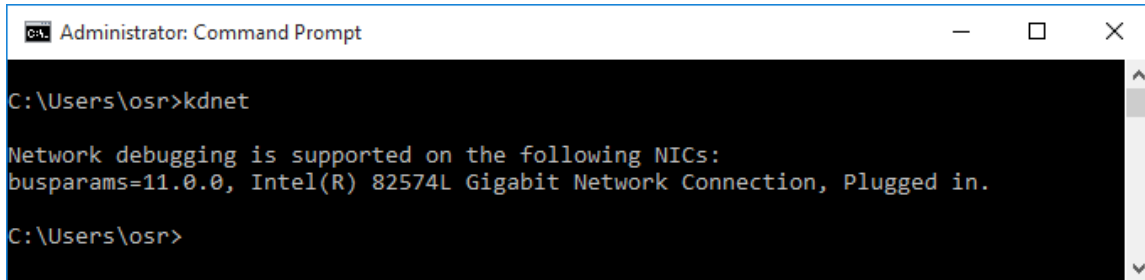 Administrator: Command Prompt
C:\Users\osr>kdnet
Network debugging is supported on the following NICs:
busparams=11.0.0, Intel(R) 82574L Gigabit Network Connection, Plugged in.
C:\Users\osr>